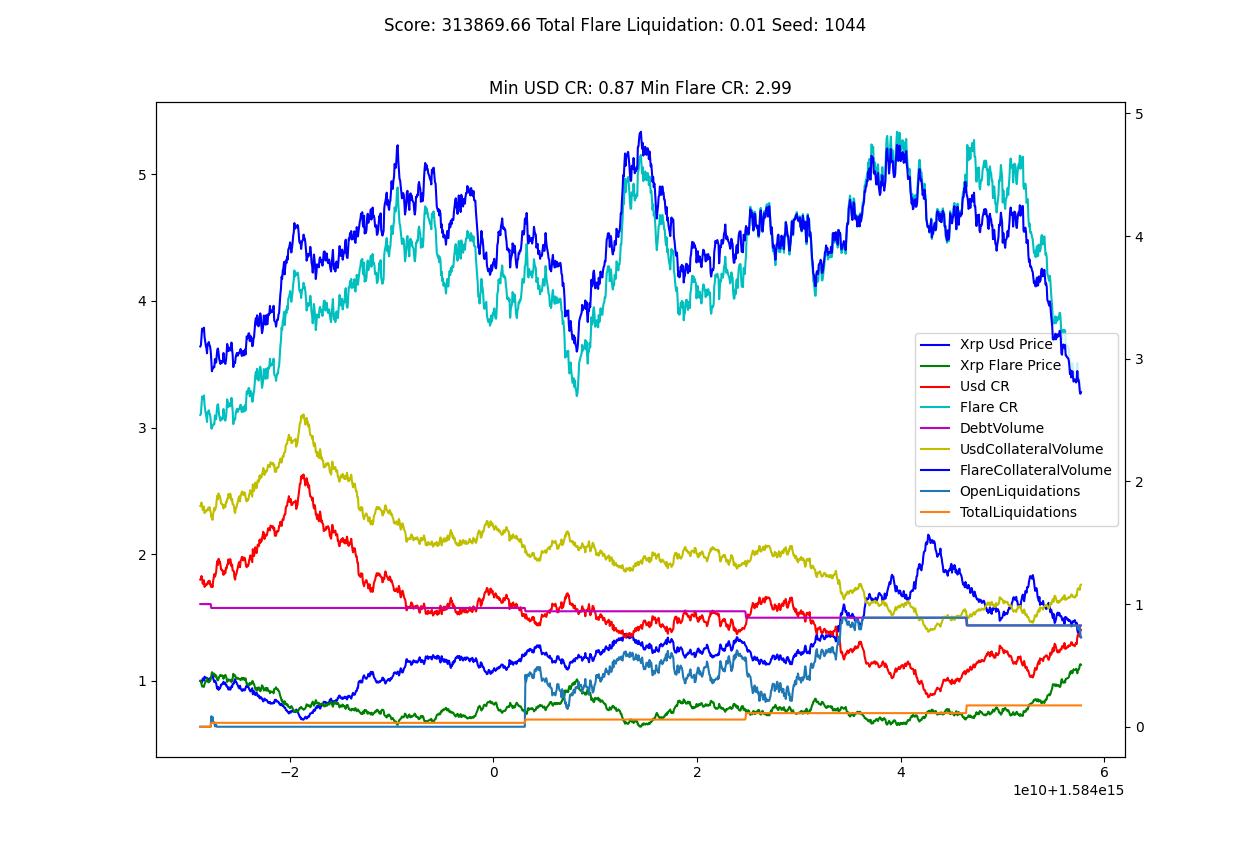 Score: 313869.66 Total Flare Liquidation: 0.01 Seed: 1044
Min USD CR: 0.87 Min Flare CR: 2.99
5
4
3
2
1
5
4
3
2
1
0
Xrp Usd Price
Xrp Flare Price
Usd CR
Flare CR
DebtVolume
UsdCollateralVolume
FlareCollateralVolume
OpenLiquidations
TotalLiquidations
−2 0 2 4 6
1e10+1.584e15